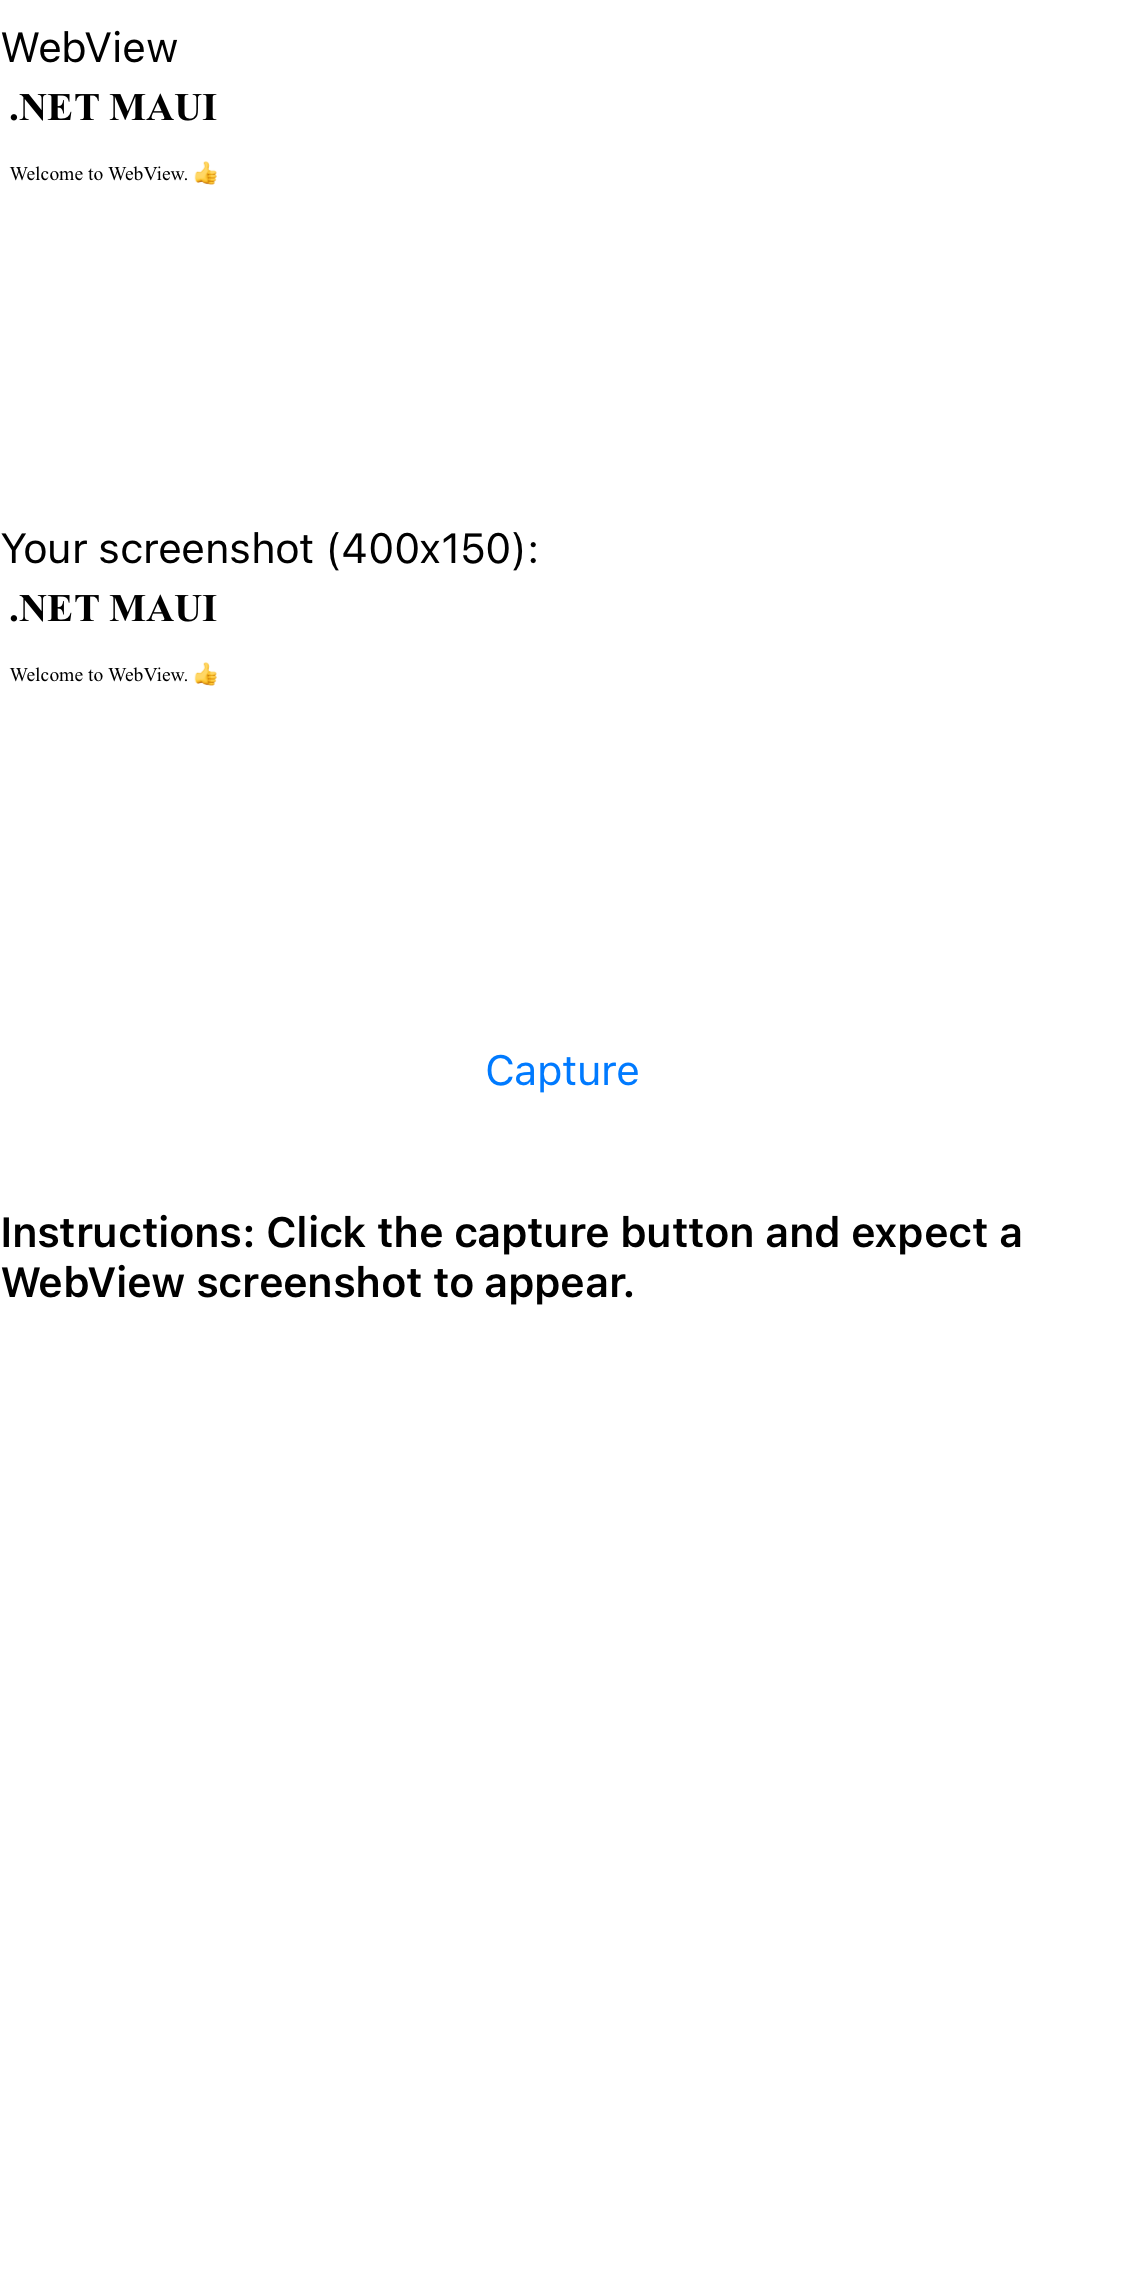 WebView
.NET MAUI
Welcome to WebView. 👍
Your screenshot (400x150):
.NET MAUI
Welcome to WebView. 👍
Capture
Instructions: Click the capture button and expect a
WebView screenshot to appear.